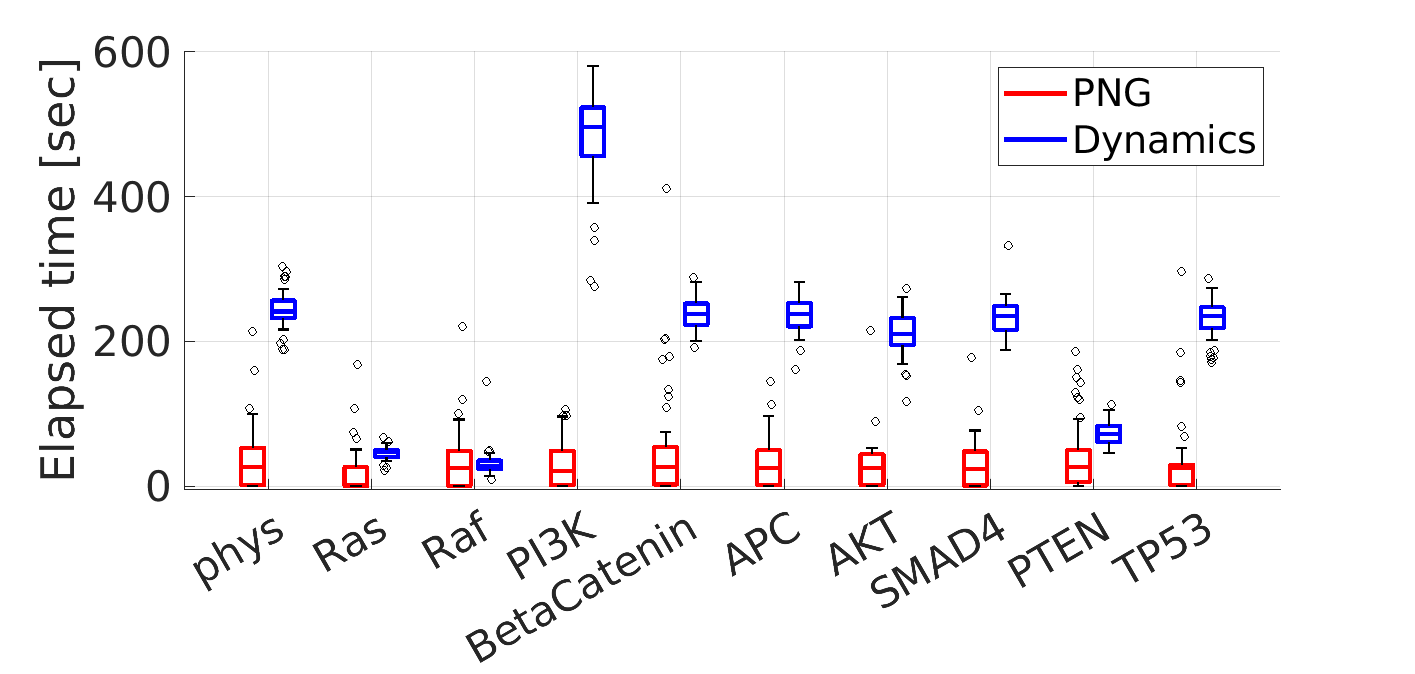 Elapsed time [sec]
600
400
200
0
PNG
Dynamics
phys
Ras
Raf
PI3K
BetaCatenin
APC
AKT
SMAD4
PTEN
TP53